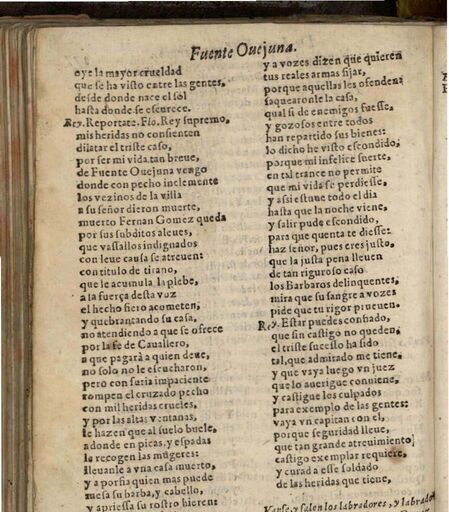 Fuente Ouejuna.
oye la mayor crueldad
que se ha visto entre las gentes,
desde donde nace el sol
hasta donde se escurece.
Rey. Reportate. Flo. Rey supremo,
mis heridas no consienten
dilatar el triste caso,
por ser mi vida tan breue,
de Fuente Ouejuna vengo
donde con pecho inclemente
los vezinos de la villa
a su señor dieron muerte,
muerto Fernan Gomez queda
por sus subditos aleues,
que vassallos indignados
con leue causa se atreuen:
con titulo de tirano,
que le acumula la plebe,
a la fuerça desta voz
el hecho fiero acometen,
y quebrantando su casa,
no atendiendo a que se ofrece
por la fe de Cauallero,
a que pagarà a quien deue,
no solo no le escucharon,
pero con furia impaciente
rompen el cruzado pecho
con mil heridas crueles,
y por las altas ventanas,
le hazen que al suelo buele,
adonde en picas, y espadas
le recogen las mugeres:
lleuanle a vna casa muerto,
y a porfia quien mas puede
mesa su barba, y cabello,
y apriessa su rostro hieren:
y a vozes dizen que quieren
tus reales armas fijar,
porque aquellas les ofenden:
saquearonle la casa,
qual si de enemigos fuesse,
y gozosos entre todos
han repartido sus bienes:
lo dicho he visto escondido,
porque mi infelice suerte,
en tal trance no permite
que mi vida se perdiesse,
y assi estuue todo el dia
hasta que la noche viene,
y salir pude escondido,
para que quenta te diesse:
haz señor, pues eres justo,
que la justa pena lleuen
de tan riguroso caso
los Barbaros delinquentes,
mira que su sangre a vozes
pide que tu rigor prueuen.
Rey. Estar puedes confiado,
que sin castigo no queden,
el triste sucesso ha sido
tal, que admirado me tiene,
y que vaya luego vn juez
que lo auerigue conuiene,
y castigue los culpados
para exemplo de las gentes:
vaya vn capitan con el,
porque seguridad lleue,
que tan grande atreuimiento
castigo exemplar requiere,
y curad a esse soldado
de las heridas que tiene,
Vanse, y salen los labradores, y labrado